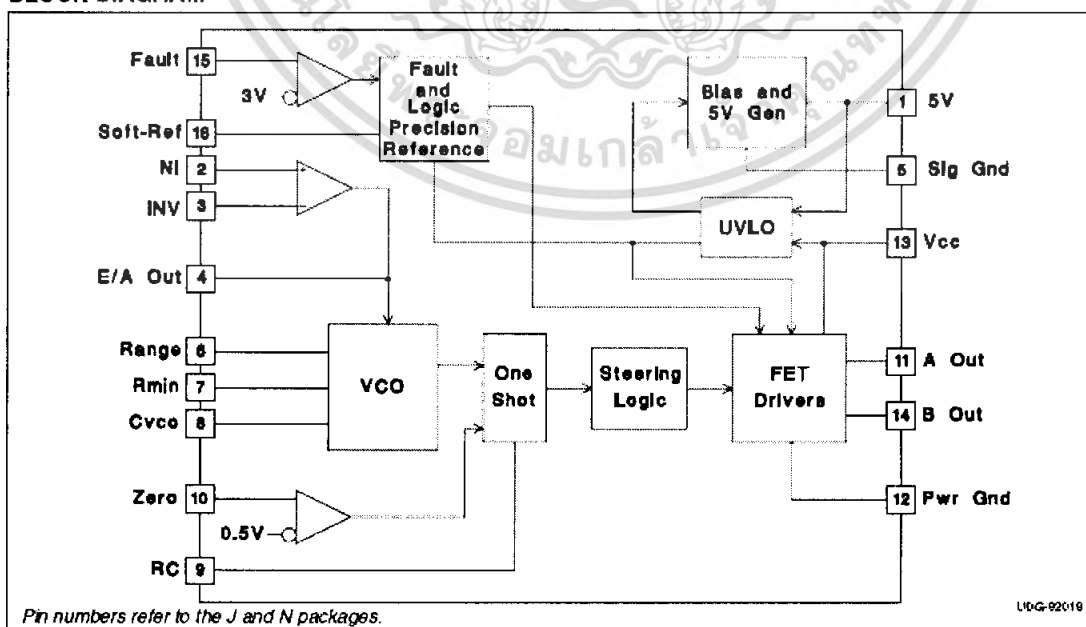 BLOCK DIAGRAM
Fault 15
3V
Soft-Ref 16
NI 2
INV 3
E/A Out 4
Range 6
Rmin 7
Cvco 8
Zero 10
0.5V
RC 9
Fault
and
Logic
Precision
Reference
Bias and
5V Gen
UVLO
VCO
One
Shot
Steering
Logic
FET
Drivers
1 5V
5 Sig Gnd
13 Vcc
11 A Out
14 B Out
12 Pwr Gnd
Pin numbers refer to the J and N packages.
UDG-92018